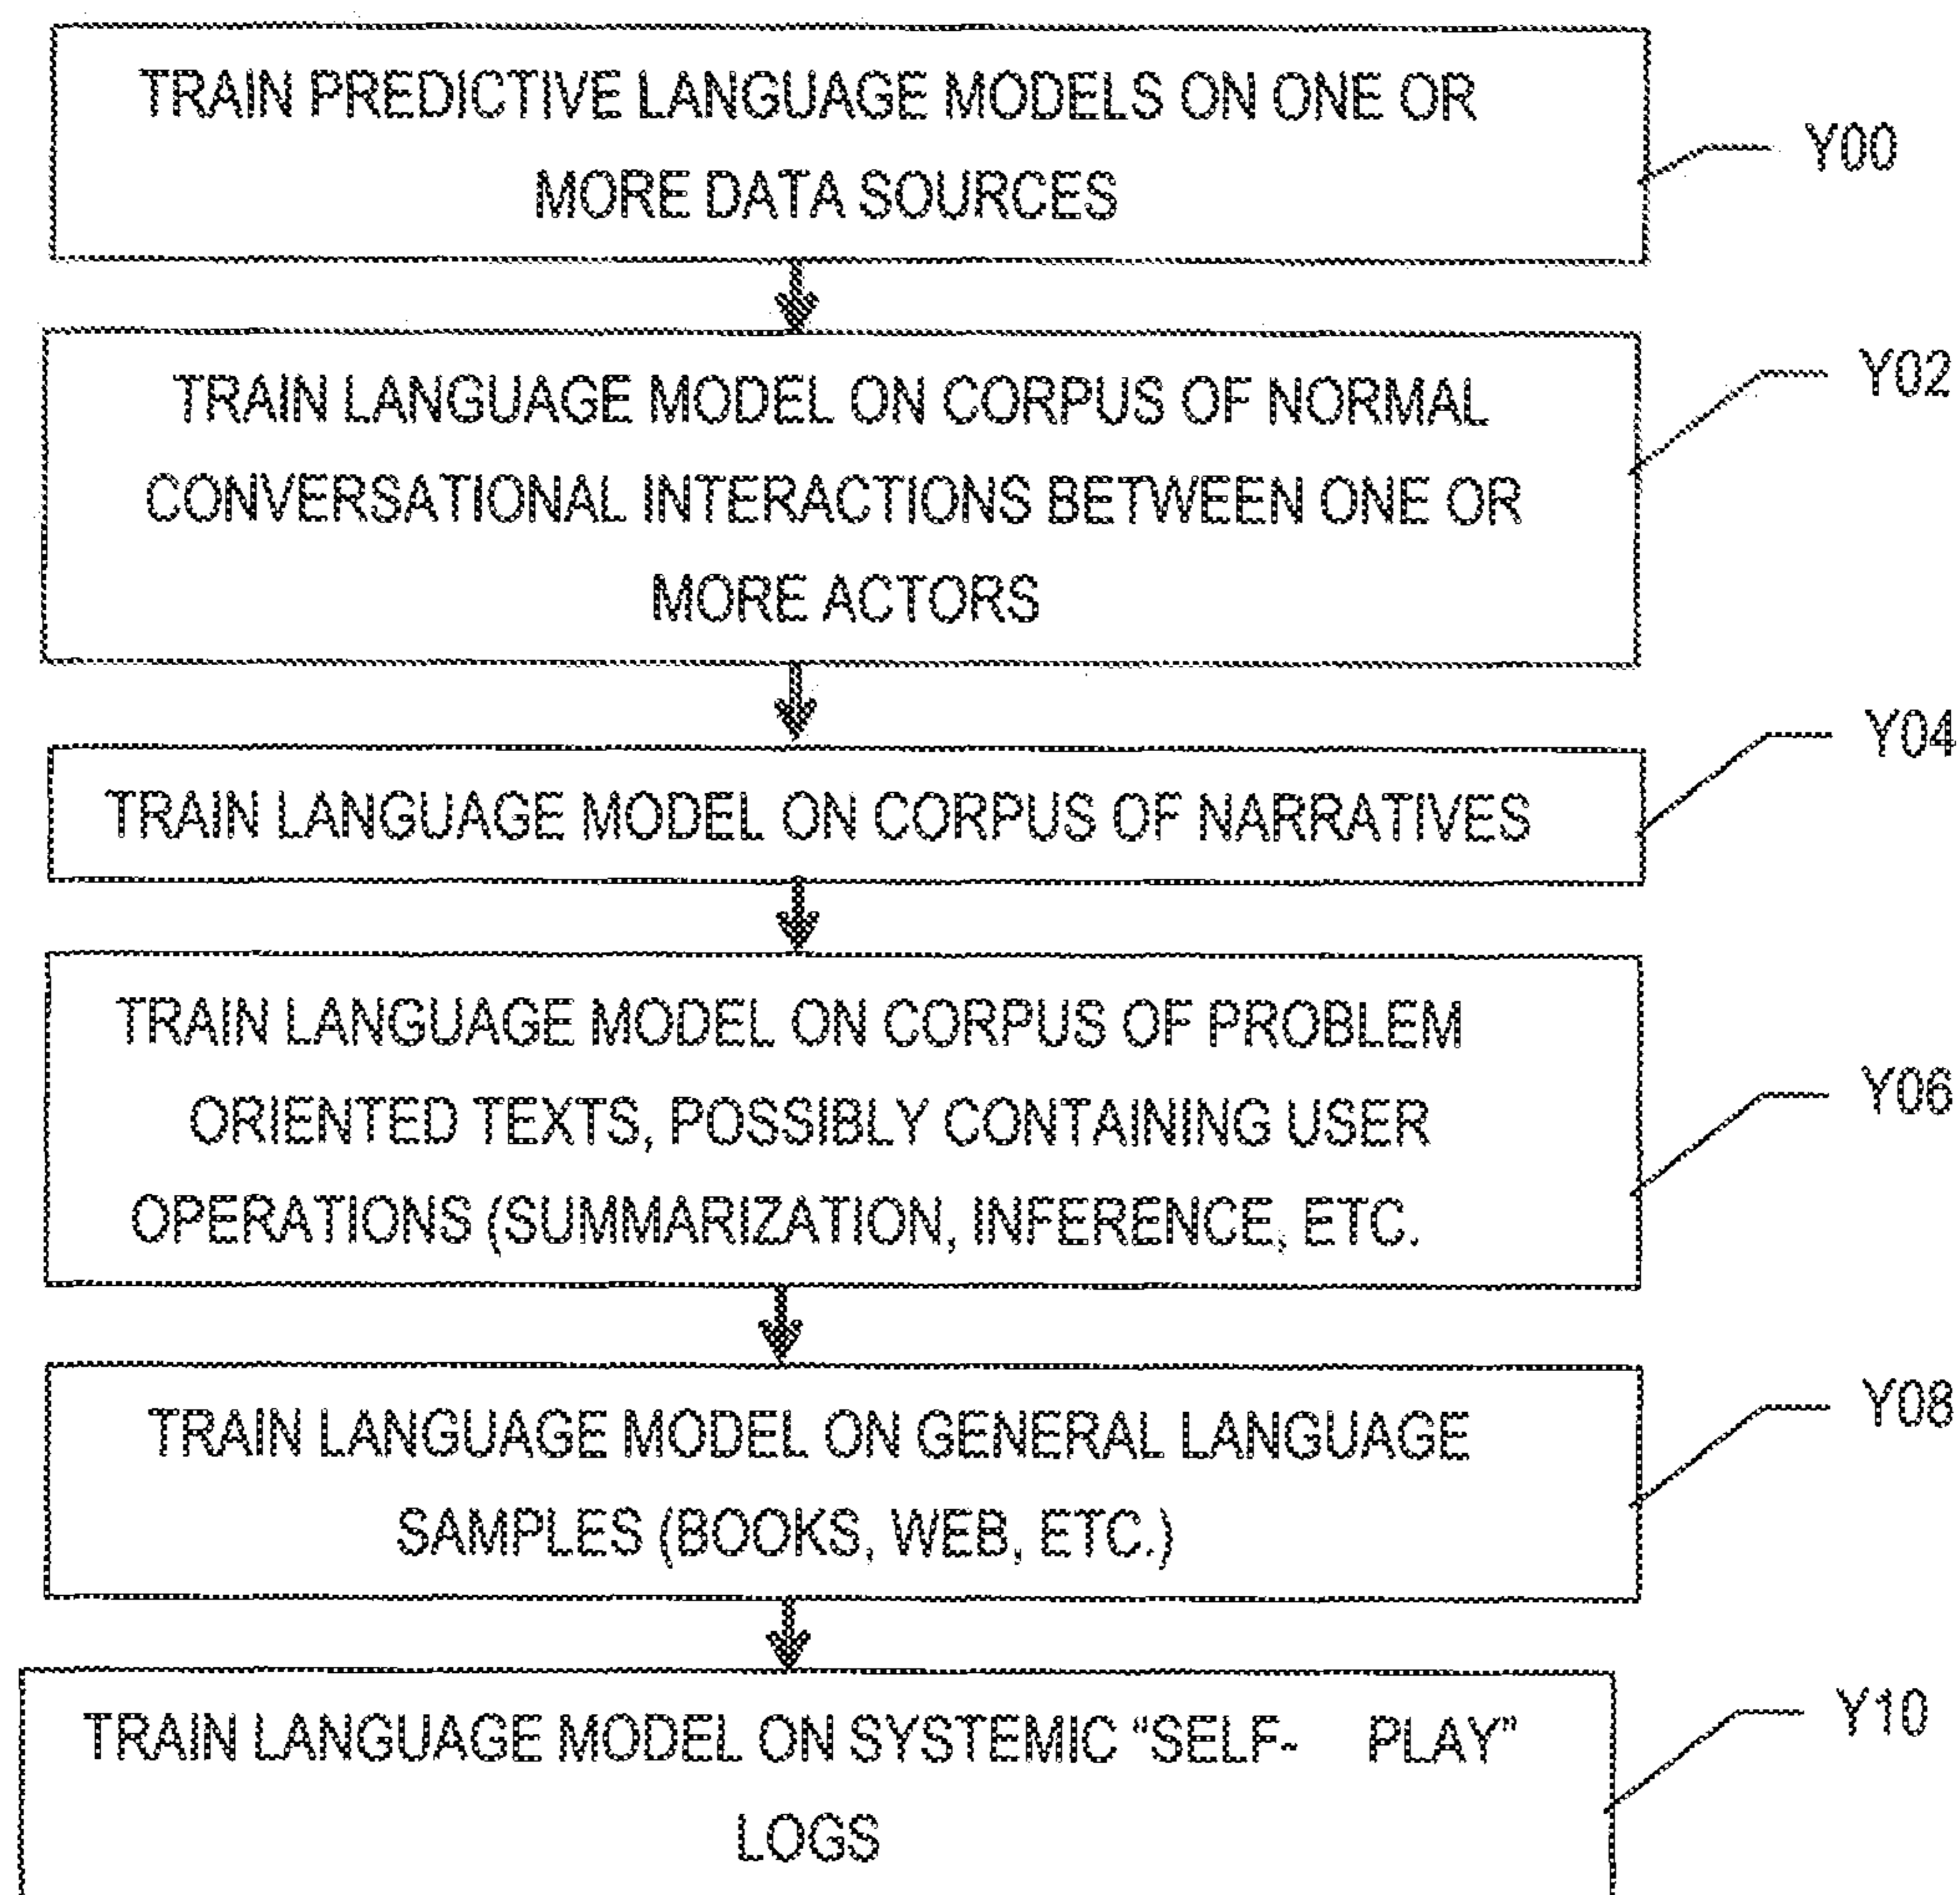 TRAIN PREDICTIVE LANGUAGE MODELS ON ONE OR
MORE DATA SOURCES
Y00
TRAIN LANGUAGE MODEL ON CORPUS OF NORMAL
CONVERSATIONAL INTERACTIONS BETWEEN ONE OR
MORE ACTORS
Y02
TRAIN LANGUAGE MODEL ON CORPUS OF NARRATIVES
Y04
TRAIN LANGUAGE MODEL ON CORPUS OF PROBLEM
ORIENTED TEXTS, POSSIBLY CONTAINING USER
OPERATIONS (SUMMARIZATION, INFERENCE, ETC.
Y06
TRAIN LANGUAGE MODEL ON GENERAL LANGUAGE
SAMPLES (BOOKS, WEB, ETC.)
Y08
TRAIN LANGUAGE MODEL ON SYSTEMIC “SELF- PLAY”
LOGS
Y10